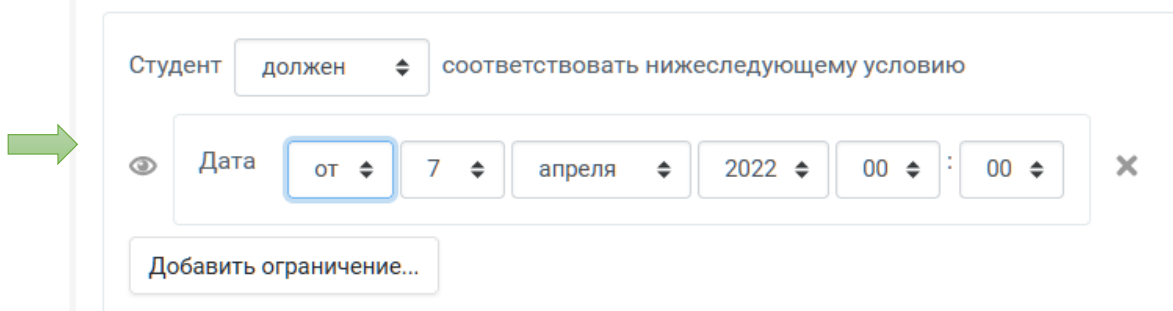 Студент должен соответствовать нижеследующему условию
Дата от 7 апреля 2022 00 : 00
Добавить ограничение...